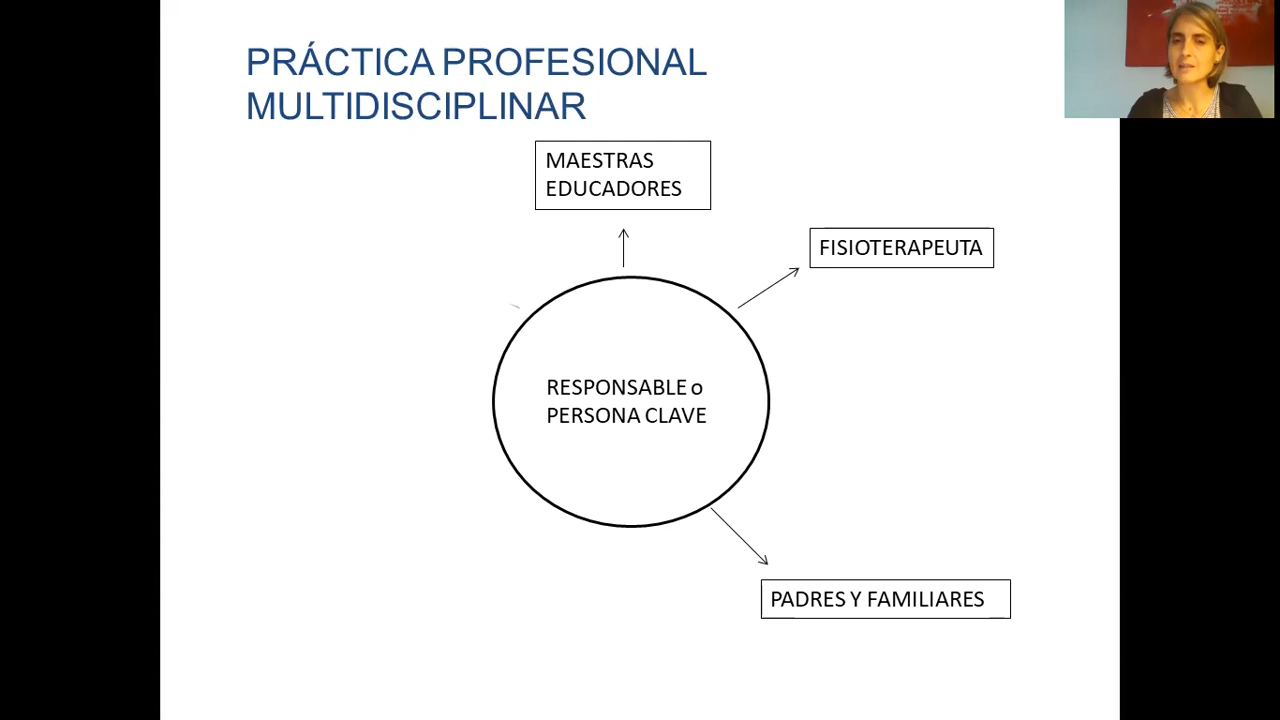 PRÁCTICA PROFESIONAL
MULTIDISCIPLINAR
MAESTRAS
EDUCADORES
FISIOTERAPEUTA
RESPONSABLE o
PERSONA CLAVE
PADRES Y FAMILIARES